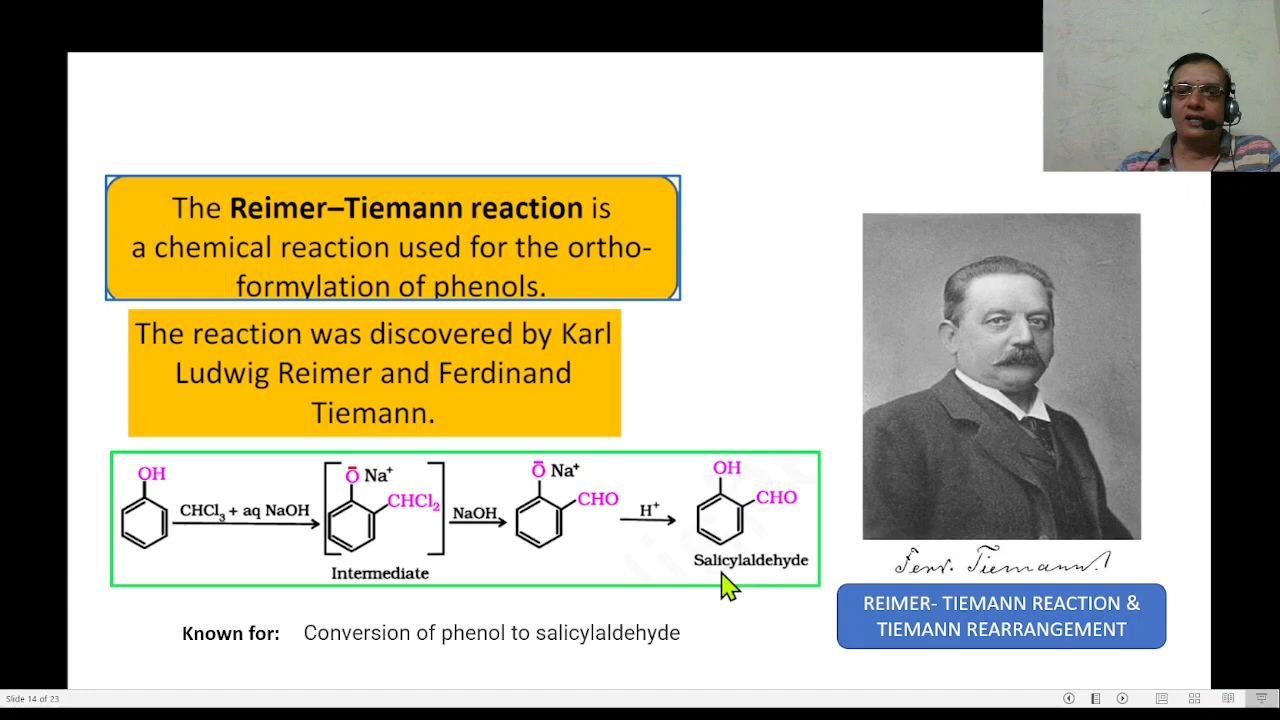 The Reimer–Tiemann reaction is
a chemical reaction used for the ortho-
formylation of phenols.
The reaction was discovered by Karl
Ludwig Reimer and Ferdinand
Tiemann.
OH
CHCl₃ + aq NaOH
Ō Na⁺
CHCl₂
Intermediate
NaOH
Ō Na⁺
CHO
H⁺
OH
CHO
Salicylaldehyde
Known for: Conversion of phenol to salicylaldehyde
Ferd. Tiemann.
REIMER- TIEMANN REACTION &
TIEMANN REARRANGEMENT
Slide 14 of 23